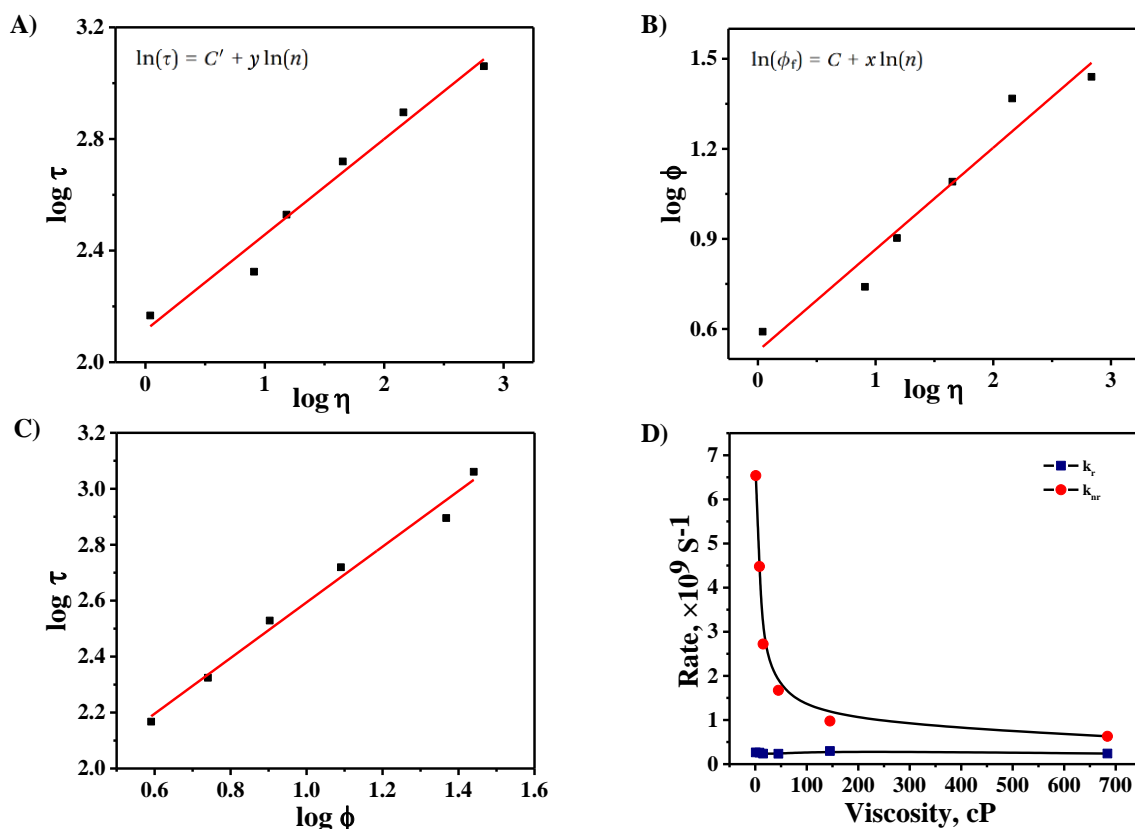 A)
ln(τ) = C′ + y ln(n)
log τ
3.2
2.8
2.4
2.0
0 1 2 3
log η
B)
ln(ϕf) = C + x ln(n)
log ϕ
1.5
1.2
0.9
0.6
0 1 2 3
log η
C)
log τ
3.2
3.0
2.8
2.6
2.4
2.2
2.0
0.6 0.8 1.0 1.2 1.4 1.6
log ϕ
D)
kr
knr
Rate, ×10⁹ S-1
7
6
5
4
3
2
1
0
0 100 200 300 400 500 600 700
Viscosity, cP